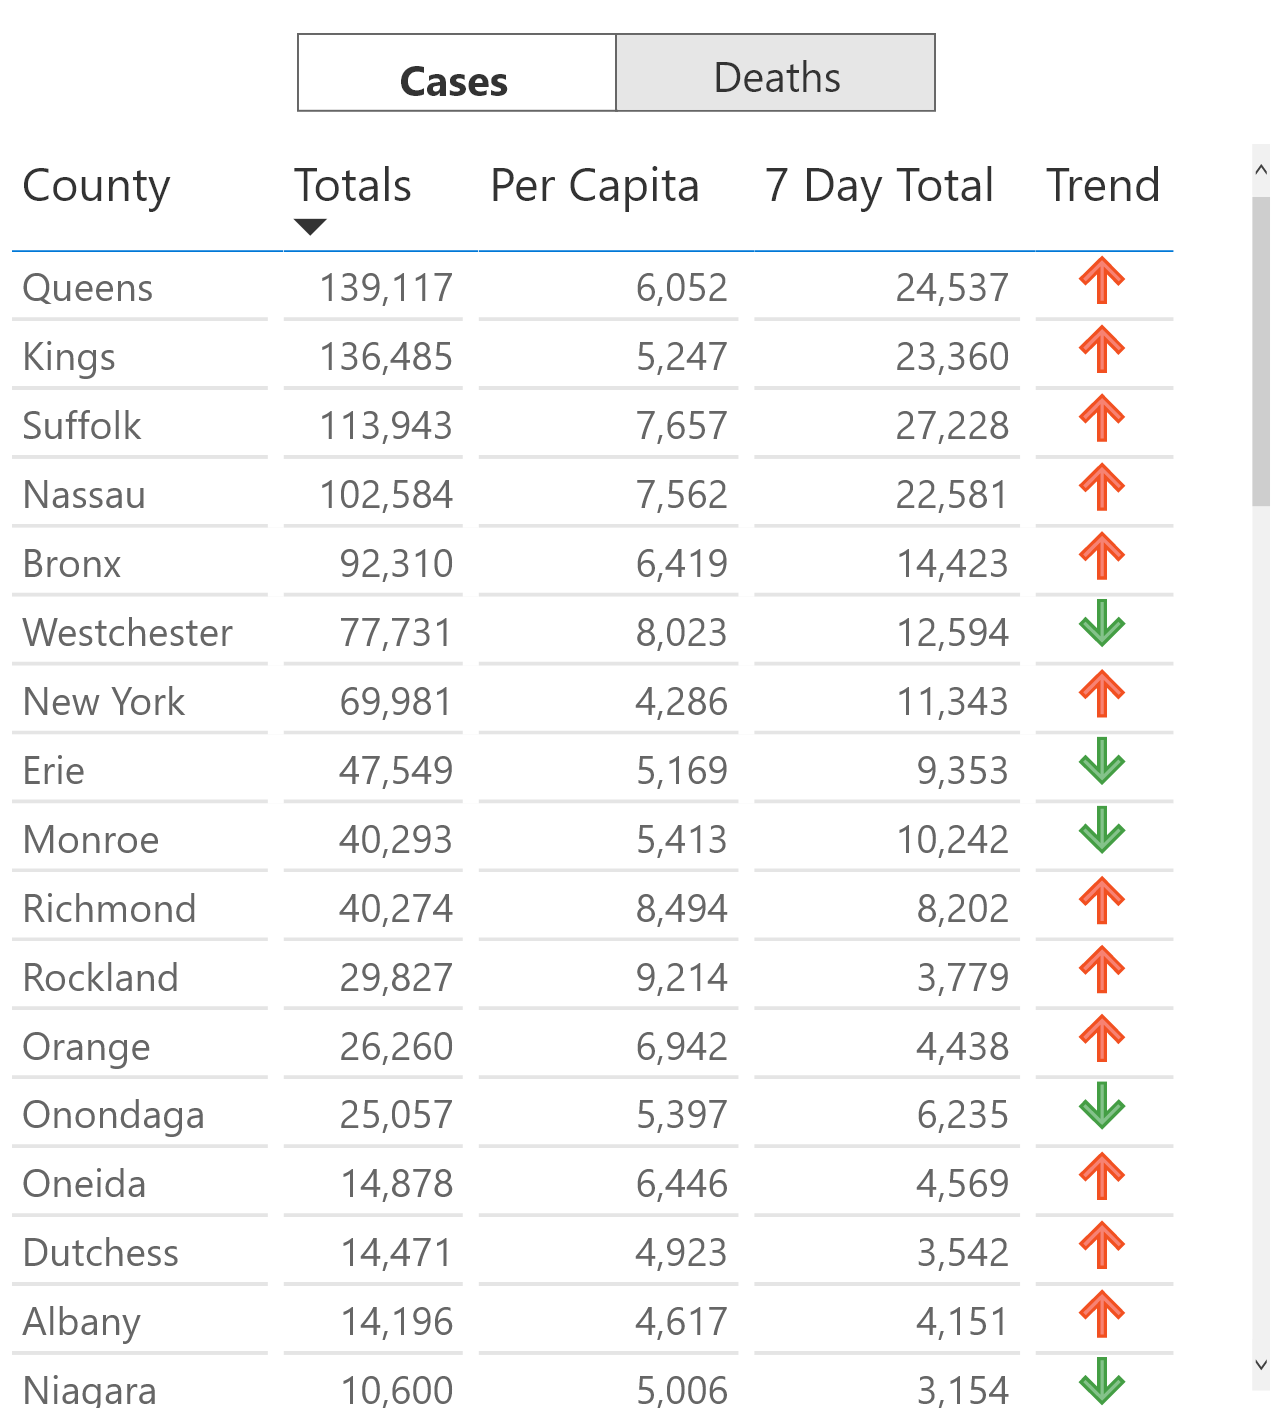 Cases Deaths
County Totals Per Capita 7 Day Total Trend
Queens 139,117 6,052 24,537
Kings 136,485 5,247 23,360
Suffolk 113,943 7,657 27,228
Nassau 102,584 7,562 22,581
Bronx 92,310 6,419 14,423
Westchester 77,731 8,023 12,594
New York 69,981 4,286 11,343
Erie 47,549 5,169 9,353
Monroe 40,293 5,413 10,242
Richmond 40,274 8,494 8,202
Rockland 29,827 9,214 3,779
Orange 26,260 6,942 4,438
Onondaga 25,057 5,397 6,235
Oneida 14,878 6,446 4,569
Dutchess 14,471 4,923 3,542
Albany 14,196 4,617 4,151
Niagara 10,600 5,006 3,154